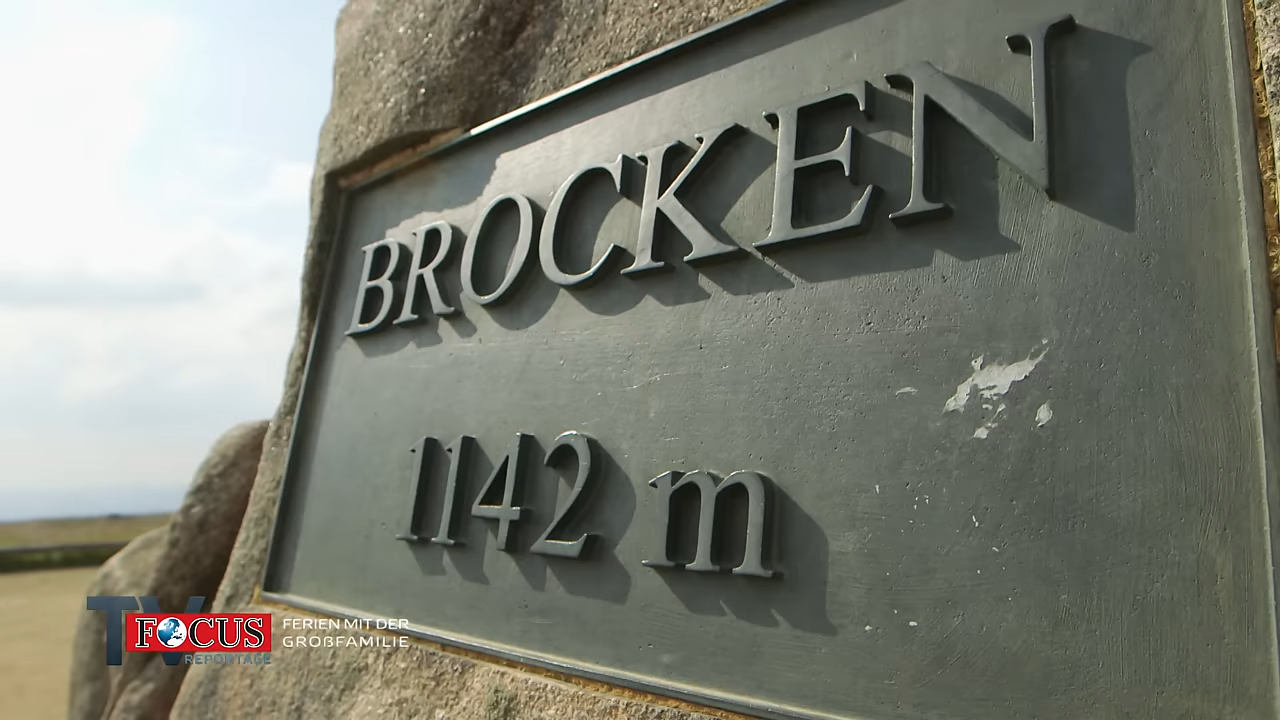 BROCKEN
1142 m
TV FOCUS
REPORTAGE
FERIEN MIT DER
GROßFAMILIE